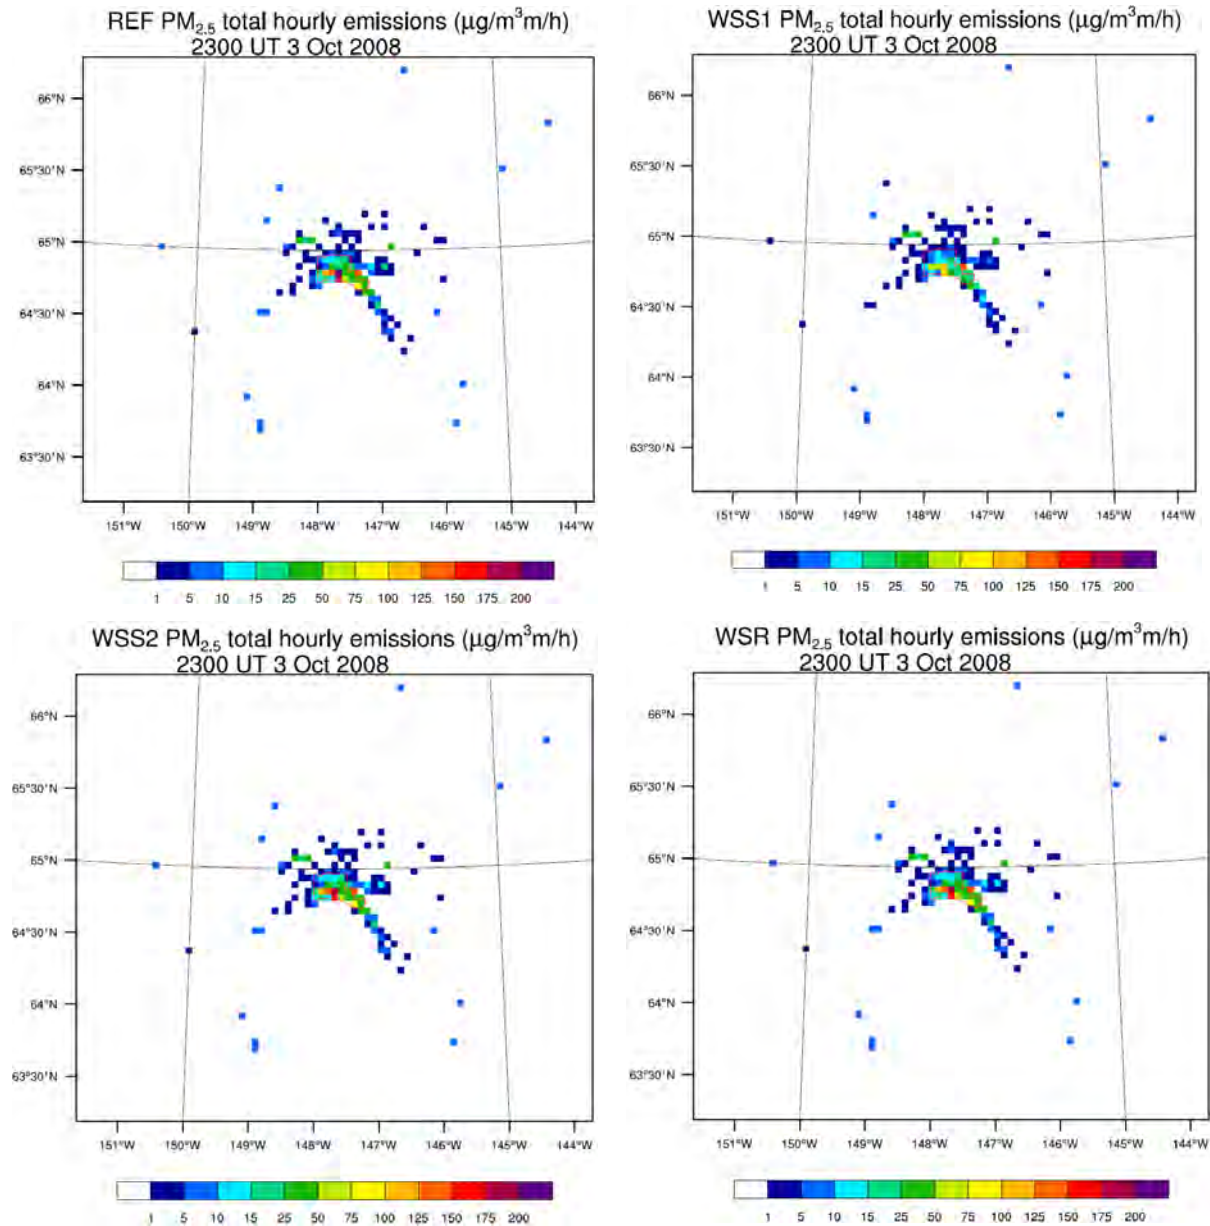 REF PM2.5 total hourly emissions (μg/m³m/h)
2300 UT 3 Oct 2008
66°N
65°30'N
65°N
64°30'N
64°N
63°30'N
151°W 150°W 149°W 148°W 147°W 146°W 145°W 144°W
1 5 10 15 25 50 75 100 125 150 175 200
WSS1 PM2.5 total hourly emissions (μg/m³m/h)
2300 UT 3 Oct 2008
66°N
65°30'N
65°N
64°30'N
64°N
63°30'N
151°W 150°W 149°W 148°W 147°W 146°W 145°W 144°W
1 5 10 15 25 50 75 100 125 150 175 200
WSS2 PM2.5 total hourly emissions (μg/m³m/h)
2300 UT 3 Oct 2008
66°N
65°30'N
65°N
64°30'N
64°N
63°30'N
151°W 150°W 149°W 148°W 147°W 146°W 145°W 144°W
1 5 10 15 25 50 75 100 125 150 175 200
WSR PM2.5 total hourly emissions (μg/m³m/h)
2300 UT 3 Oct 2008
66°N
65°30'N
65°N
64°30'N
64°N
63°30'N
151°W 150°W 149°W 148°W 147°W 146°W 145°W 144°W
1 5 10 15 25 50 75 100 125 150 175 200